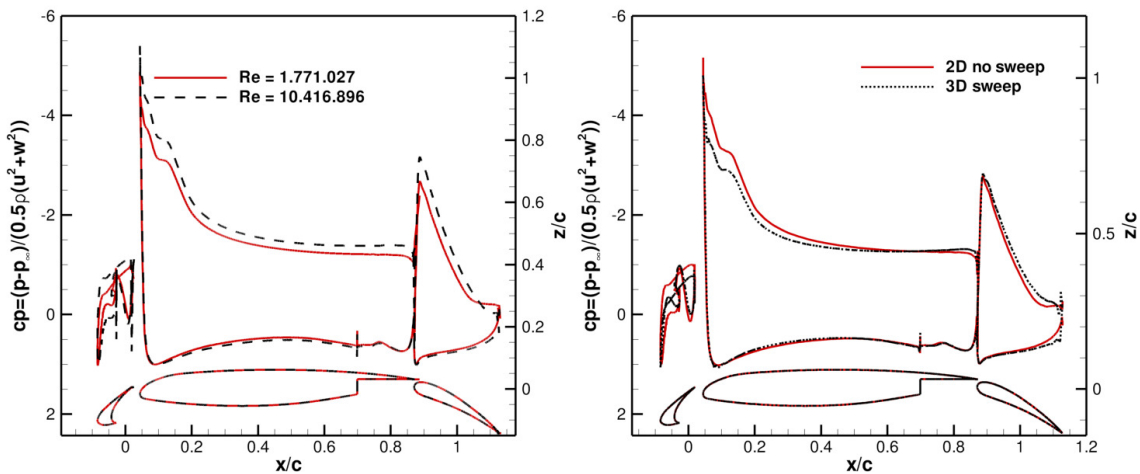 -6
-4
-2
0
2
cp=(p-p∞)/(0.5ρ(u²+w²))
1.2
1
0.8
0.6
0.4
0.2
0
z/c
Re = 1.771.027
Re = 10.416.896
0 0.2 0.4 0.6 0.8 1
x/c
-6
-4
-2
0
2
cp=(p-p∞)/(0.5ρ(u²+w²))
1
0.5
0
z/c
2D no sweep
3D sweep
0 0.2 0.4 0.6 0.8 1 1.2
x/c